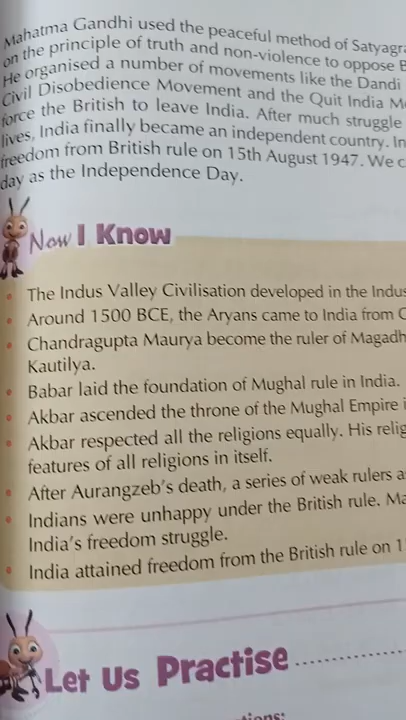 Mahatma Gandhi used the peaceful method of
on the principle of truth and non-violence to oppose
He organised a number of movements like the Dandi
Civil Disobedience Movement and the Quit India
force the British to leave India. After much struggle
lives, India finally became an independent country. In
freedom from British rule on 15th August 1947. We
day as the Independence Day.
Now I Know
• The Indus Valley Civilisation developed in the
• Around 1500 BCE, the Aryans came to India from
• Chandragupta Maurya become the ruler of
Kautilya.
• Babar laid the foundation of Mughal rule in India.
• Akbar ascended the throne of the Mughal Empire
• Akbar respected all the religions equally. His
features of all religions in itself.
• After Aurangzeb's death, a series of weak rulers
• Indians were unhappy under the British rule.
India's freedom struggle.
• India attained freedom from the British rule on
Let Us Practise